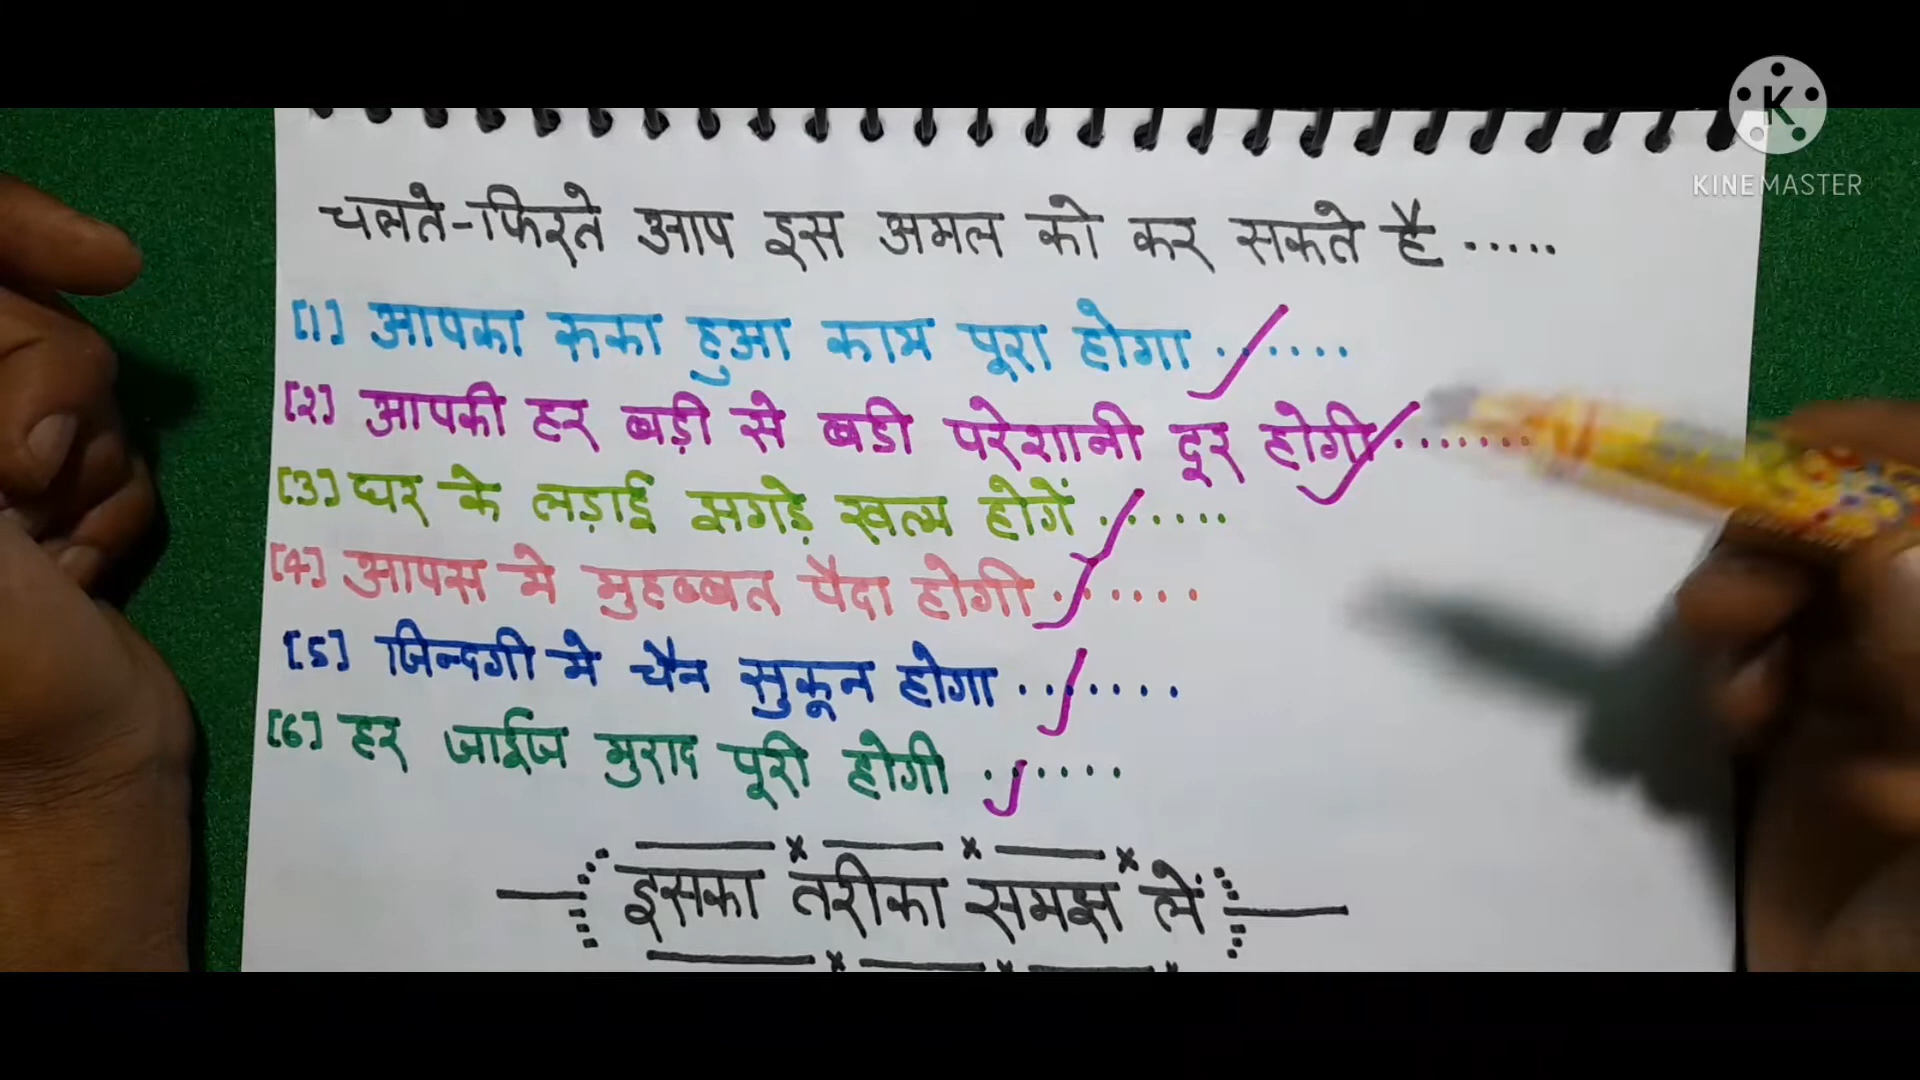 K
KINEMASTER
चलते-फिरते आप इस अमल को कर सकते है.....
[1] आपका रुका हुआ काम पूरा होगा.......
[2] आपकी हर बड़ी से बडी परेशानी दूर होगी.......
[3] घर के लड़ाई झगड़े खत्म होगें.......
[4] आपस मे मुहब्बत पैदा होगी.......
[5] जिन्दगी मे चैन सुकून होगा.......
[6] हर जाईज मुराद पूरी होगी......
इसका तरीका समझ लें